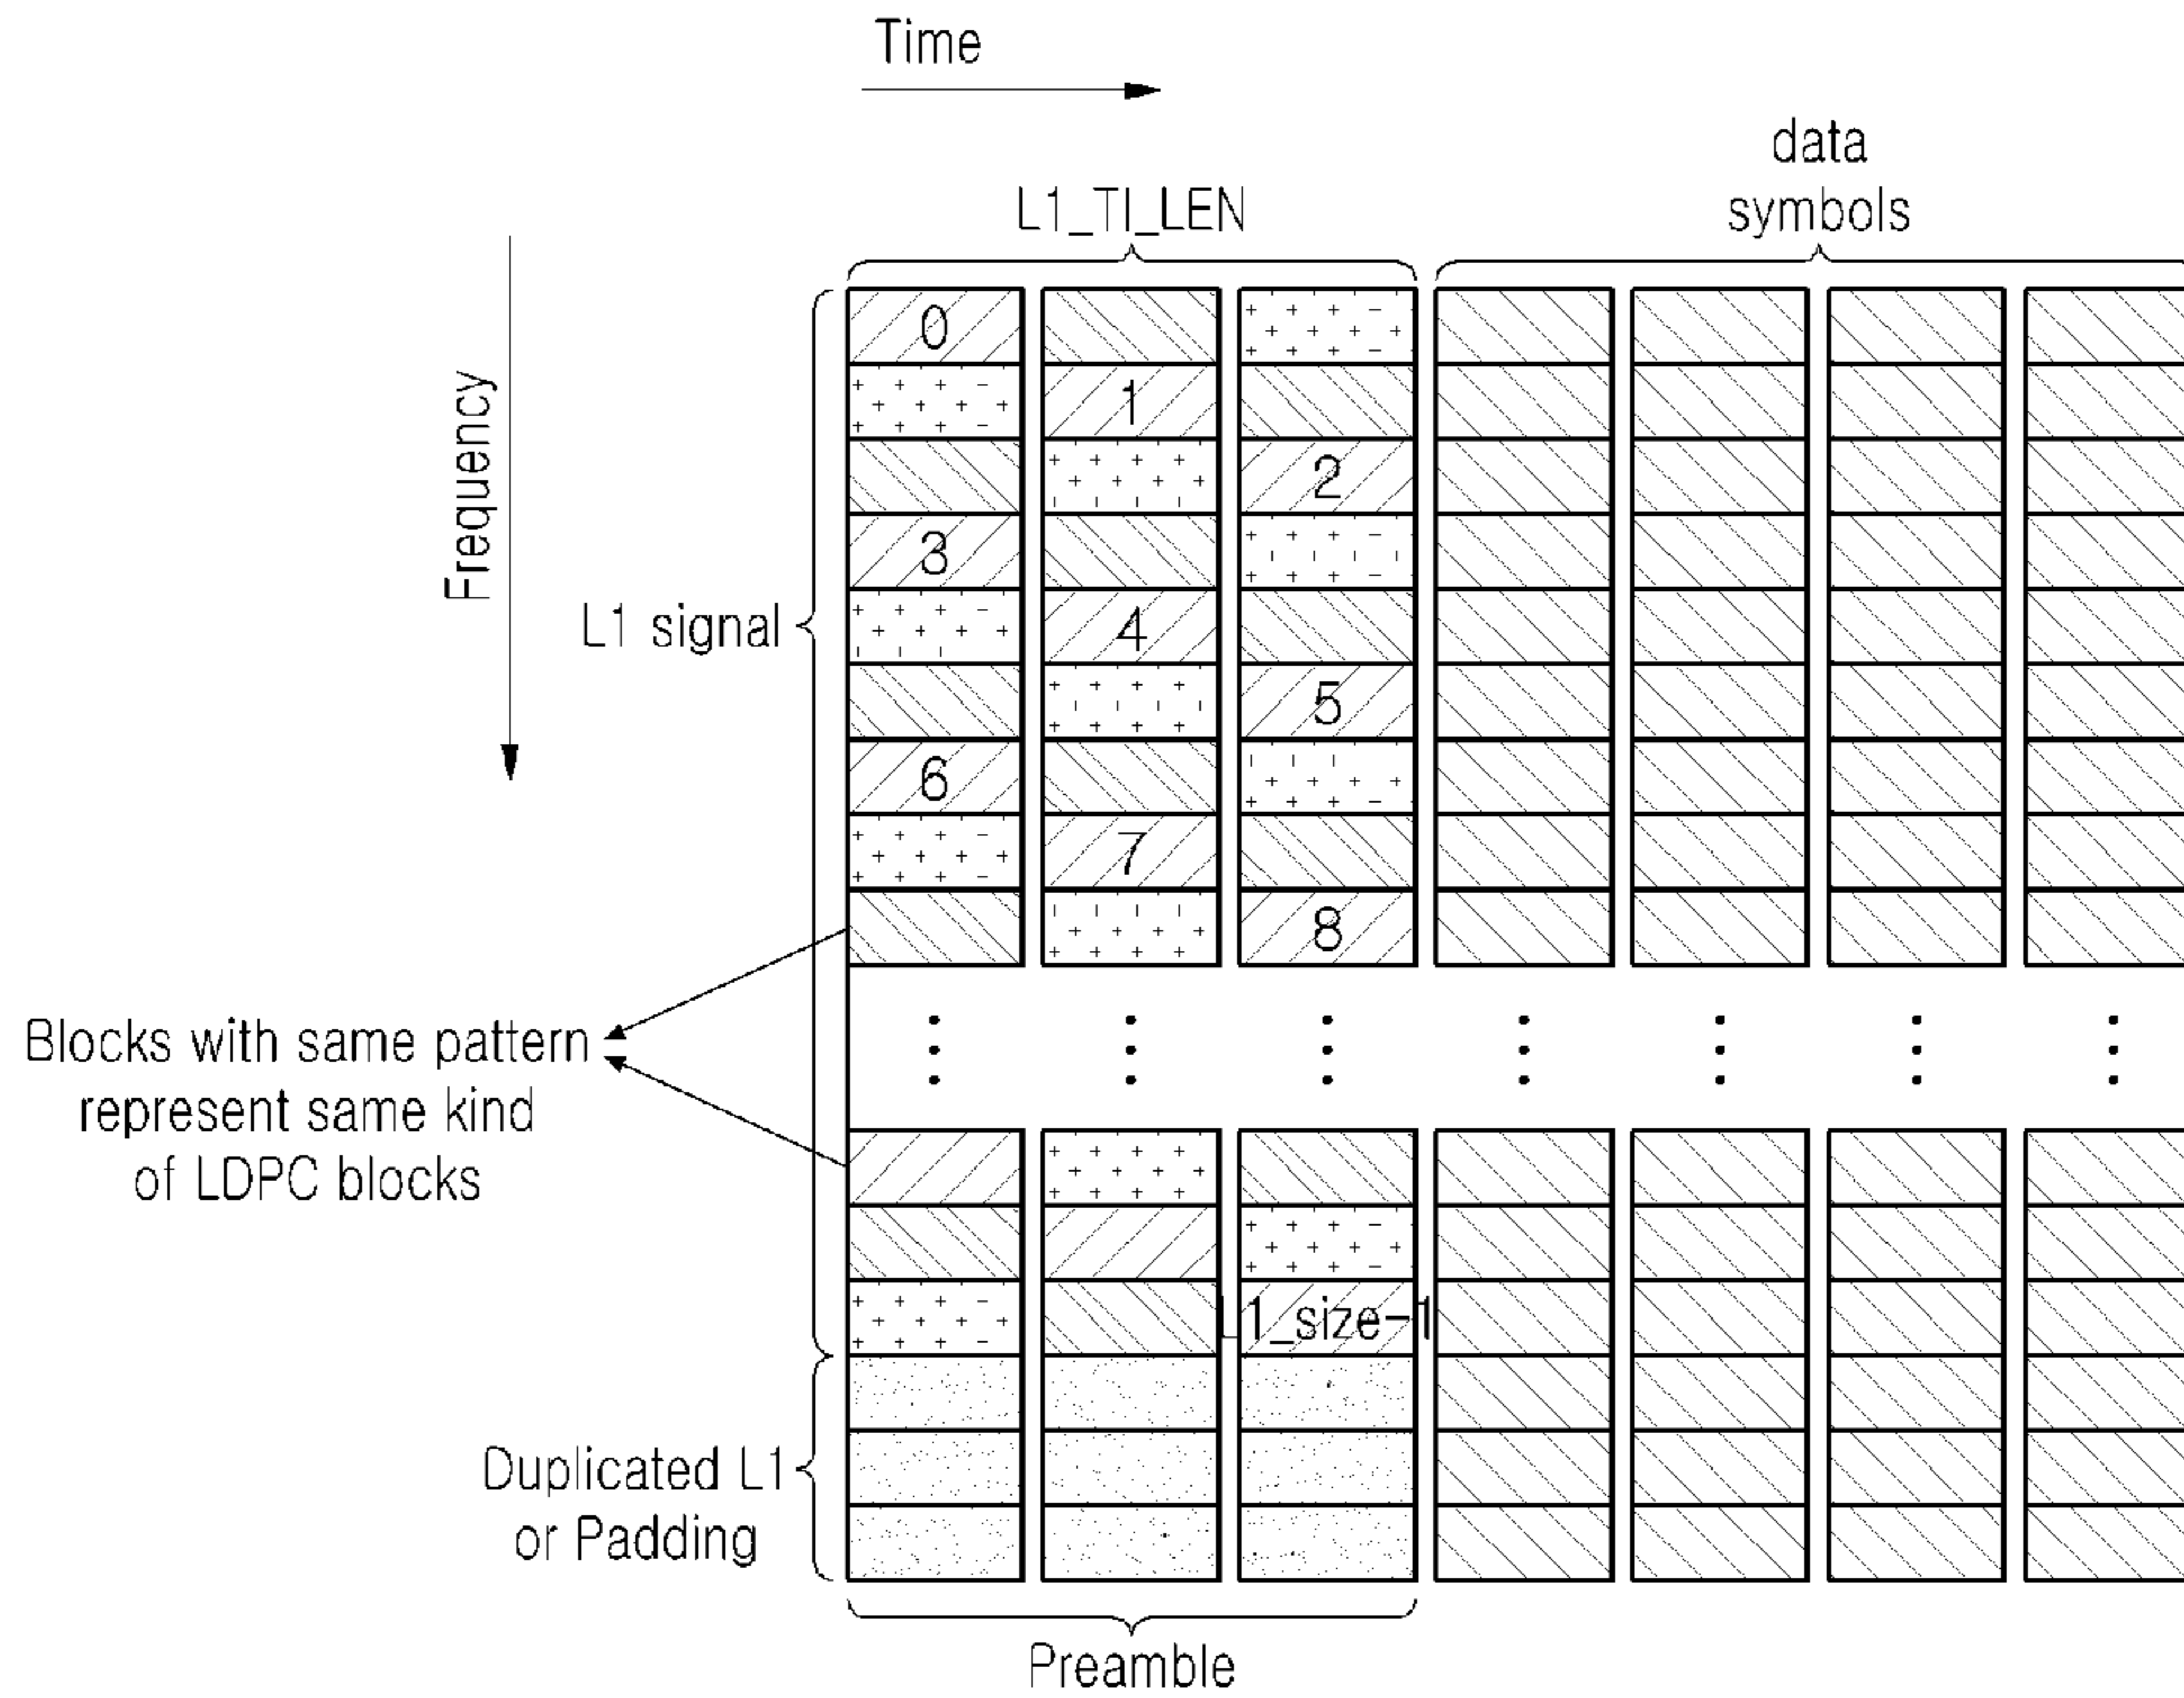 Time
data
symbols
L1_TI_LEN
Frequency
0
1
2
3
4
5
6
7
8
L1 signal
Blocks with same pattern
represent same kind
of LDPC blocks
L1_size-1
Duplicated L1
or Padding
Preamble